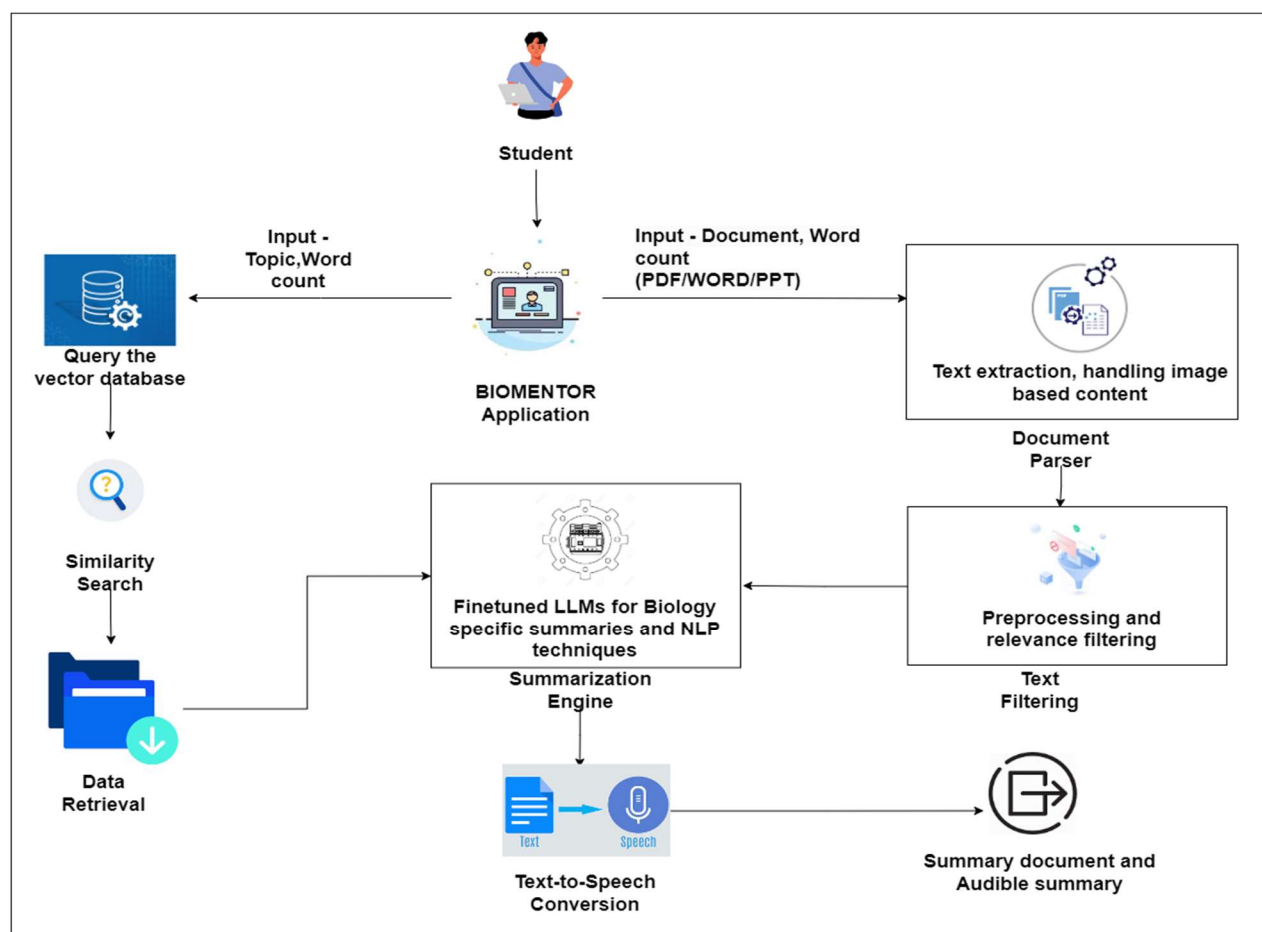 Student
Input -
Topic,Word
count
Input - Document, Word
count
(PDF/WORD/PPT)
Query the
vector database
BIOMENTOR
Application
Text extraction, handling image
based content
Document
Parser
Similarity
Search
Finetuned LLMs for Biology
specific summaries and NLP
techniques
Summarization
Engine
Preprocessing and
relevance filtering
Text
Filtering
Data
Retrieval
Text
Speech
Text-to-Speech
Conversion
Summary document and
Audible summary